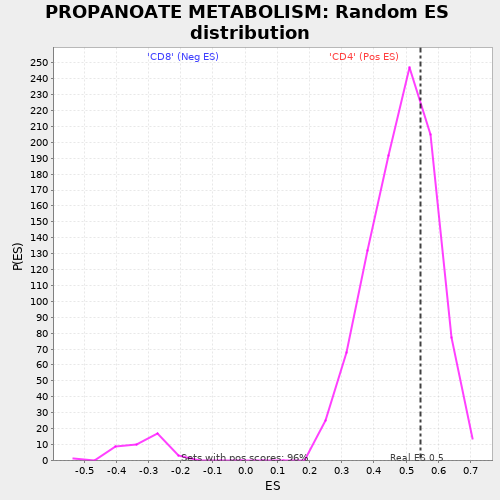 PROPANOATE METABOLISM: Random ES
distribution
'CD8' (Neg ES)
'CD4' (Pos ES)
250
240
230
220
210
200
190
180
170
160
150
140
130
120
110
100
90
80
70
60
50
40
30
20
10
0
P(ES)
Sets with pos scores: 96%
Real ES 0.5
-0.5 -0.4 -0.3 -0.2 -0.1 0.0 0.1 0.2 0.3 0.4 0.5 0.6 0.7
ES